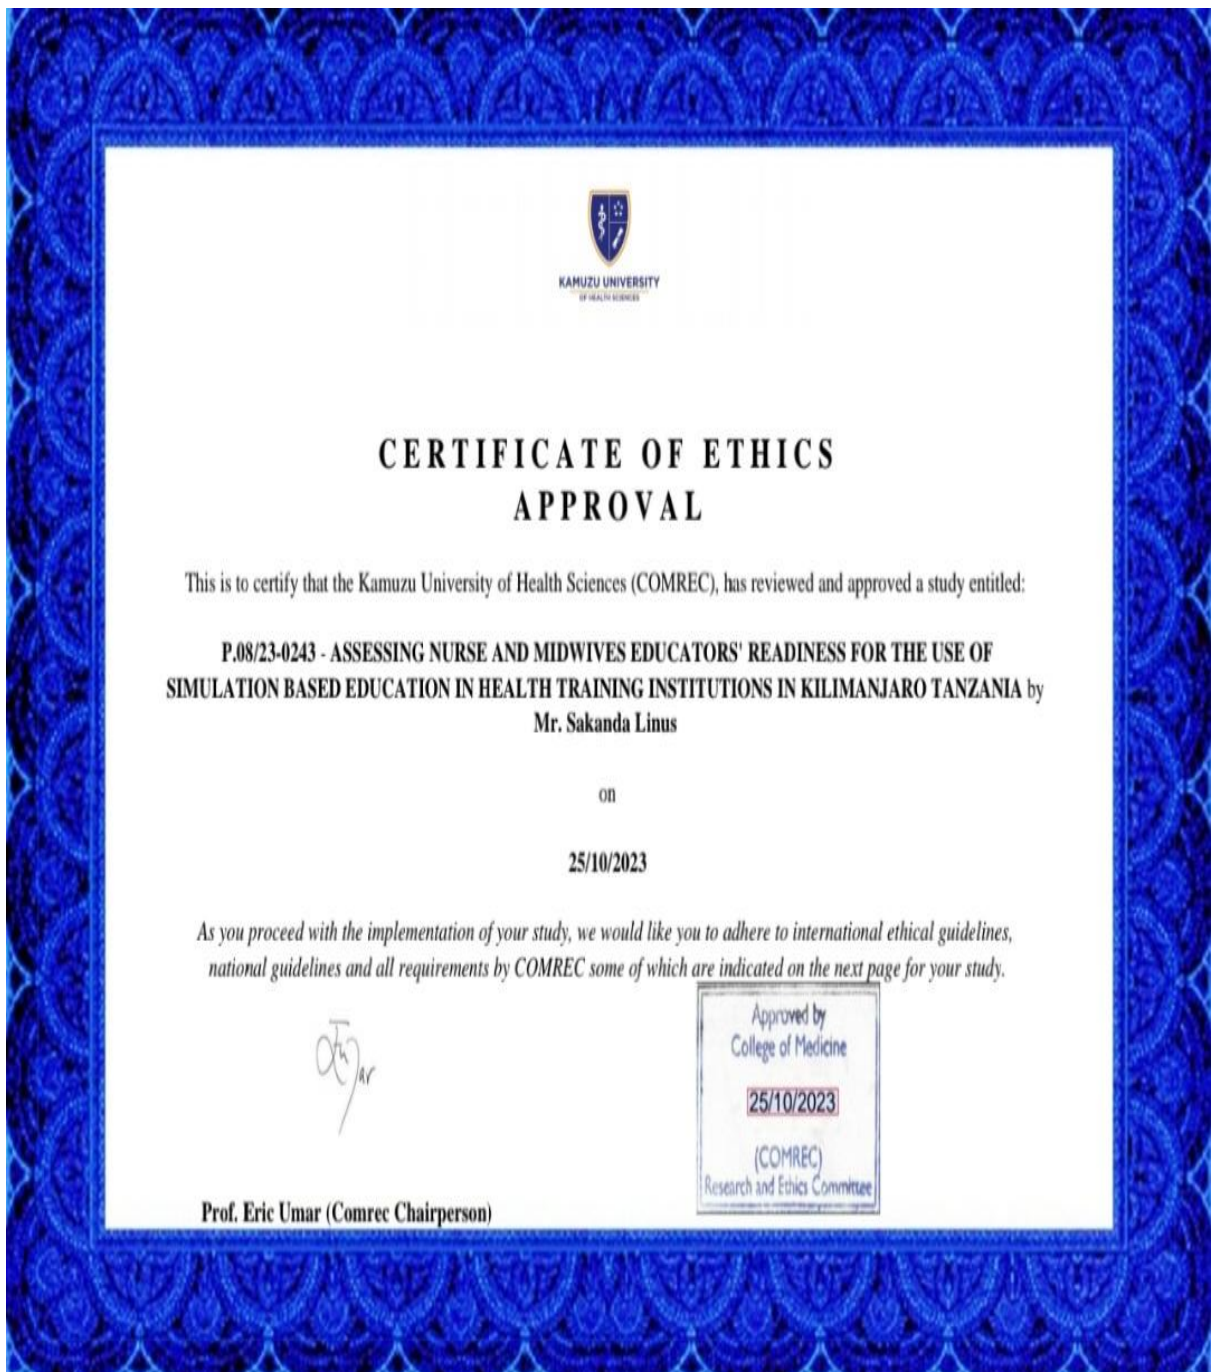 KAMUZU UNIVERSITY
OF HEALTH SCIENCES
CERTIFICATE OF ETHICS
APPROVAL
This is to certify that the Kamuzu University of Health Sciences (COMREC), has reviewed and approved a study entitled:
P.08/23-0243 - ASSESSING NURSE AND MIDWIVES EDUCATORS' READINESS FOR THE USE OF
SIMULATION BASED EDUCATION IN HEALTH TRAINING INSTITUTIONS IN KILIMANJARO TANZANIA by
Mr. Sakanda Linus
on
25/10/2023
As you proceed with the implementation of your study, we would like you to adhere to international ethical guidelines,
national guidelines and all requirements by COMREC some of which are indicated on the next page for your study.
Approved by
College of Medicine
25/10/2023
(COMREC)
Research and Ethics Committee
Prof. Eric Umar (Comrec Chairperson)